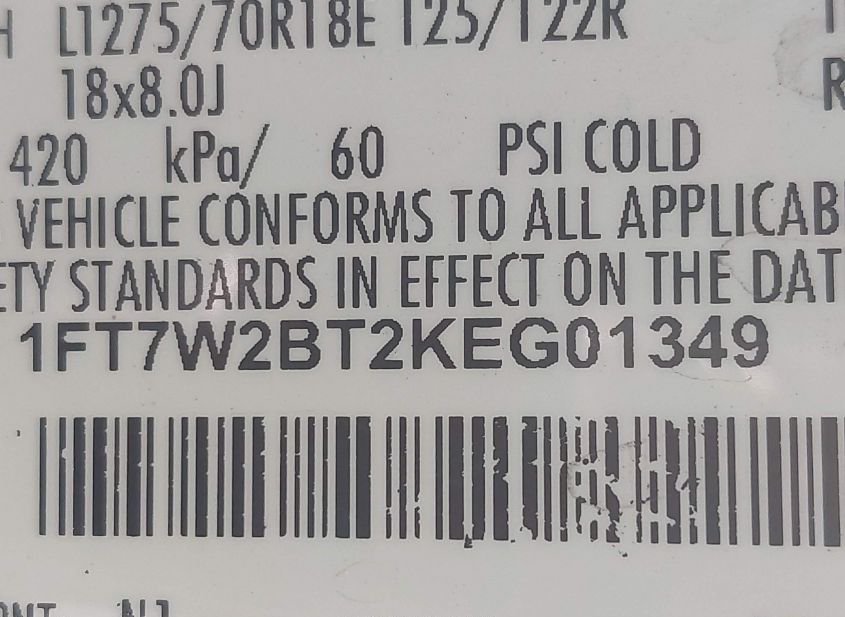 H LT275/70R18E 125/122R
18x8.0J R
420 kPa/ 60 PSI COLD
VEHICLE CONFORMS TO ALL APPLICAB
ETY STANDARDS IN EFFECT ON THE DAT
1FT7W2BT2KEG01349